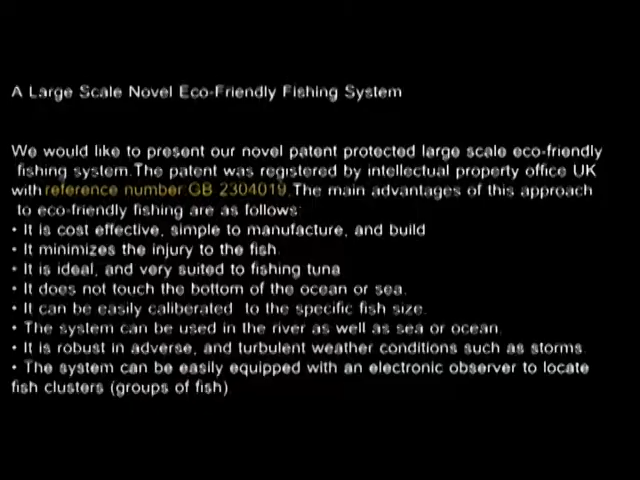 A Large Scale Novel Eco-Friendly Fishing System
We would like to present our novel patent protected large scale eco-friendly
fishing system.The patent was registered by intellectual property office UK
with reference number GB 2304019.The main advantages of this approach
to eco-friendly fishing are as follows:
• It is cost effective, simple to manufacture, and build
• It minimizes the injury to the fish.
• It is ideal, and very suited to fishing tuna
• It does not touch the bottom of the ocean or sea.
• It can be easily caliberated to the specific fish size.
• The system can be used in the river as well as sea or ocean.
• It is robust in adverse, and turbulent weather conditions such as storms.
• The system can be easily equipped with an electronic observer to locate
fish clusters (groups of fish)